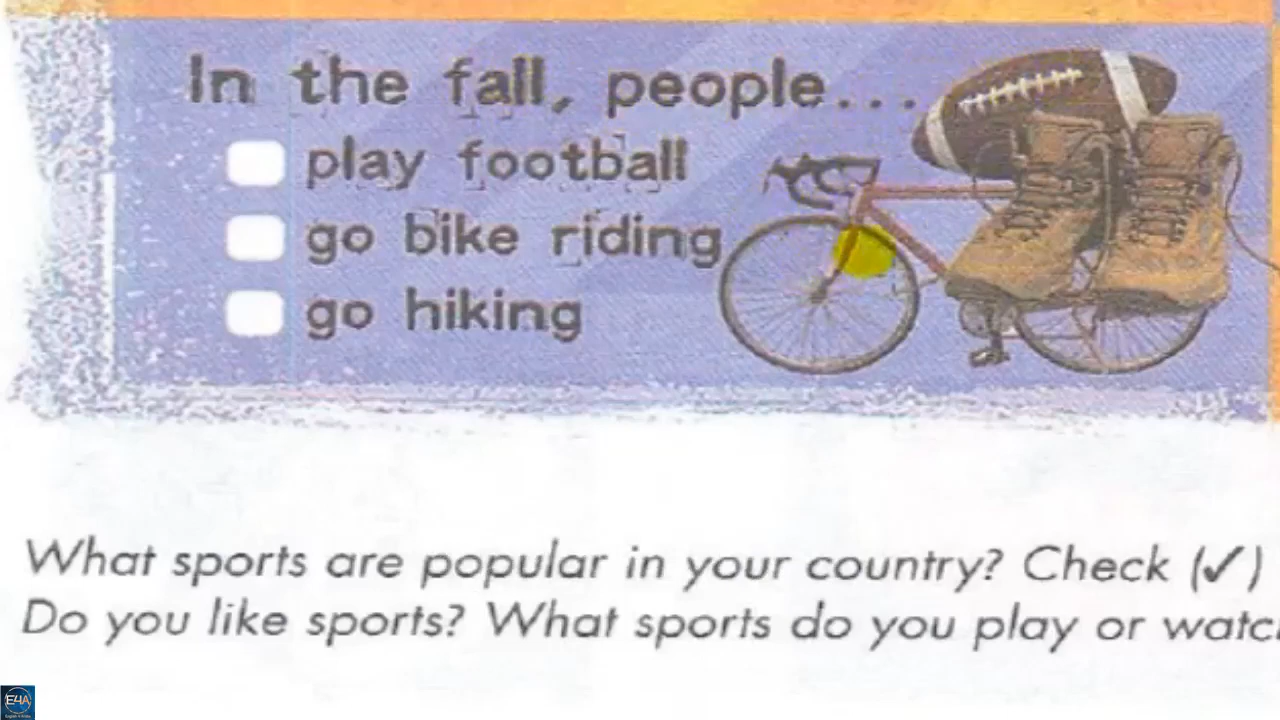 In the fall, people...
play football
go bike riding
go hiking
What sports are popular in your country? Check (✓)
Do you like sports? What sports do you play or watc
E4A